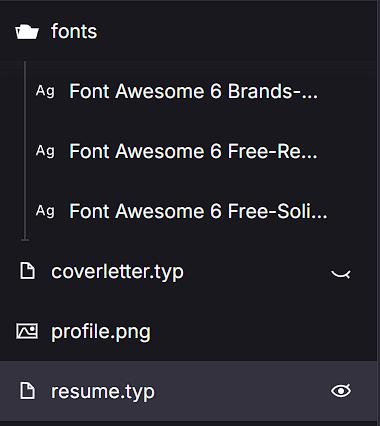 fonts
Ag Font Awesome 6 Brands-...
Ag Font Awesome 6 Free-Re...
Ag Font Awesome 6 Free-Soli...
coverletter.typ
profile.png
resume.typ